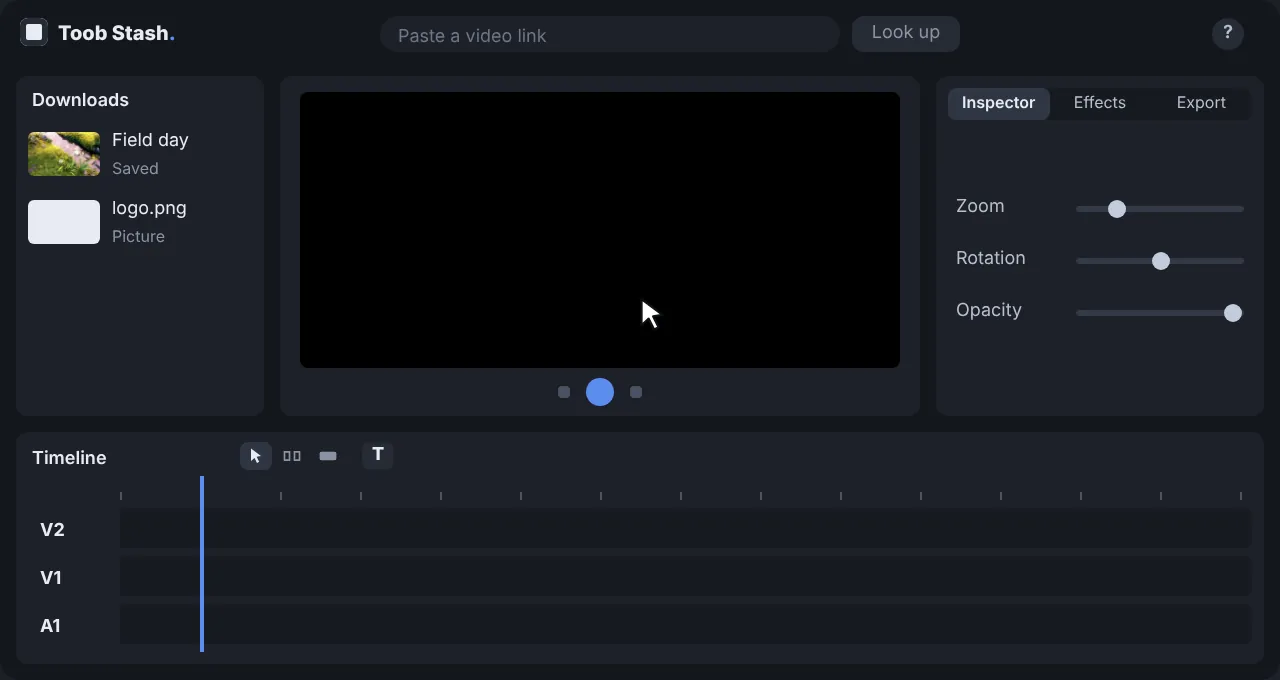 Toob Stash.
Paste a video link
Look up
?
Downloads
Field day
Saved
logo.png
Picture
Inspector
Effects
Export
Zoom
Rotation
Opacity
Timeline
T
V2
V1
A1